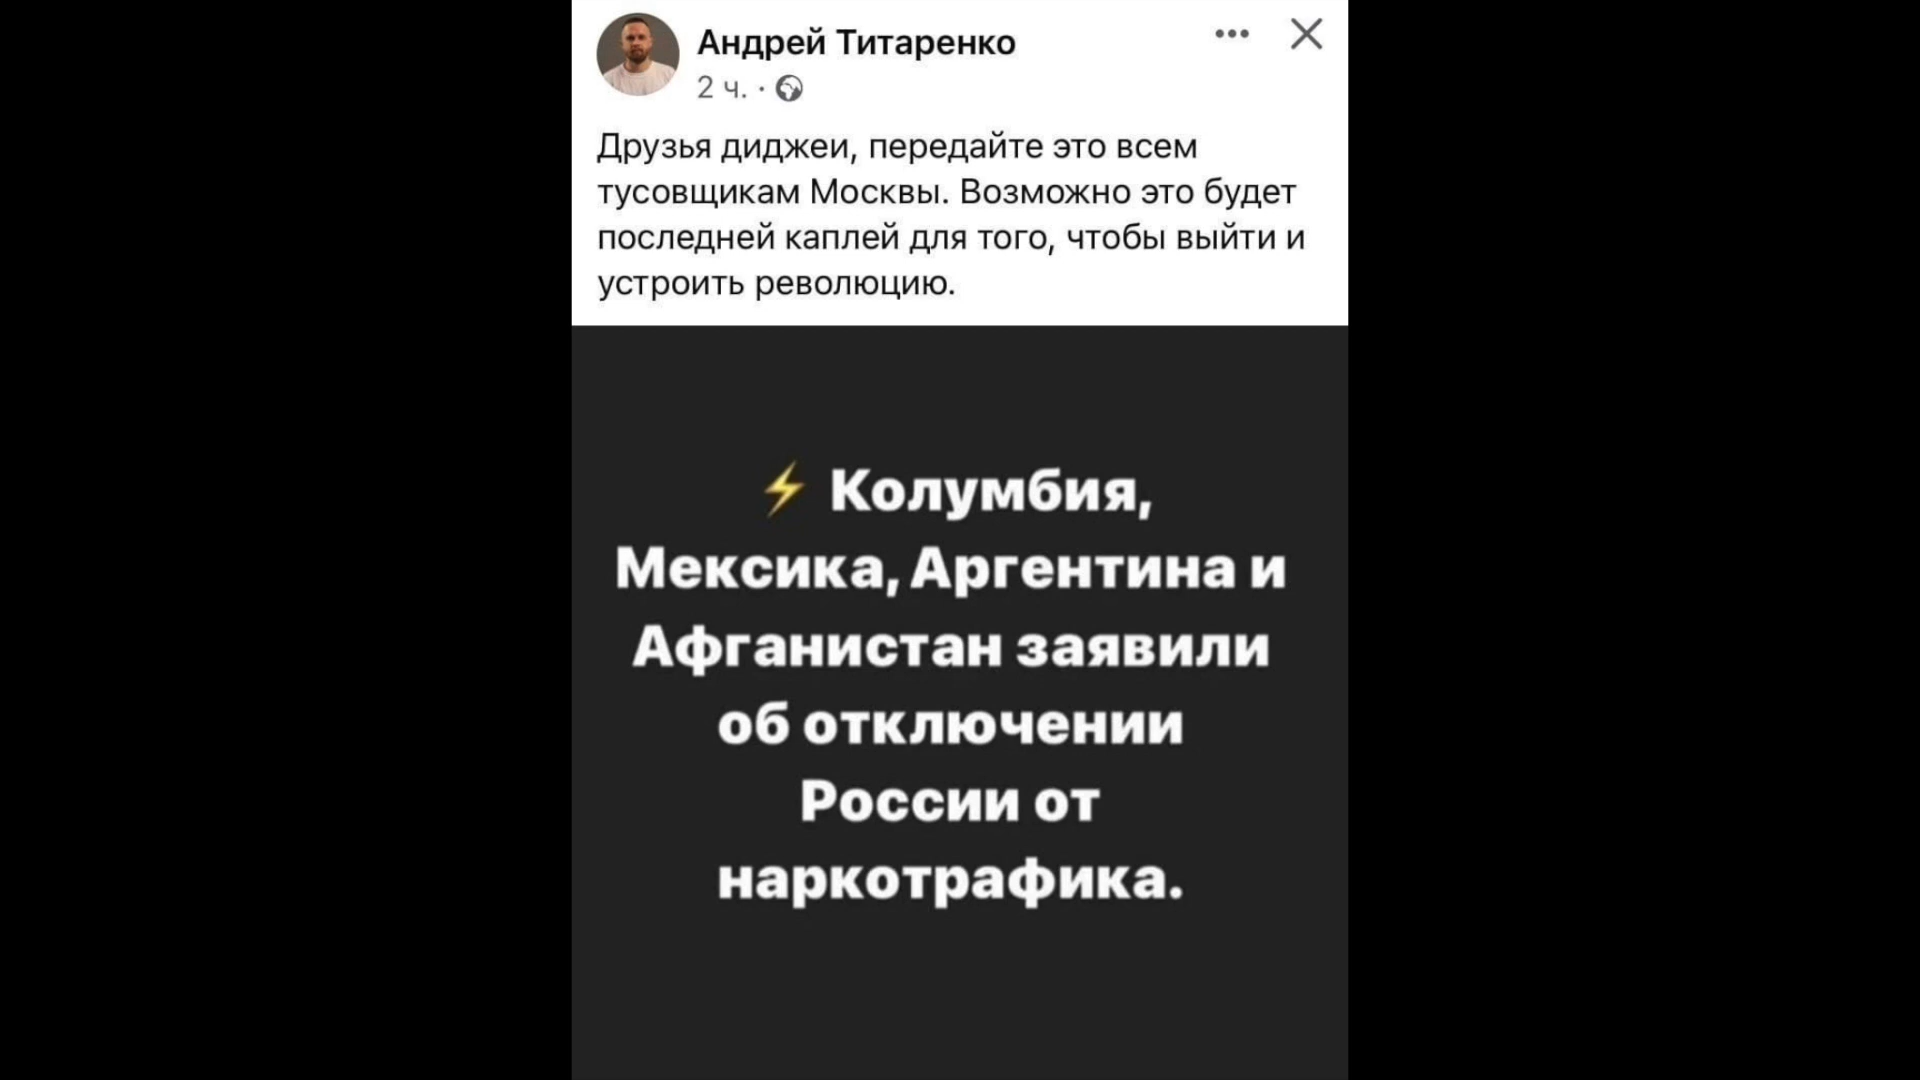 Андрей Титаренко
2 ч. ·
Друзья диджеи, передайте это всем
тусовщикам Москвы. Возможно это будет
последней каплей для того, чтобы выйти и
устроить революцию.
⚡ Колумбия,
Мексика, Аргентина и
Афганистан заявили
об отключении
России от
наркотрафика.